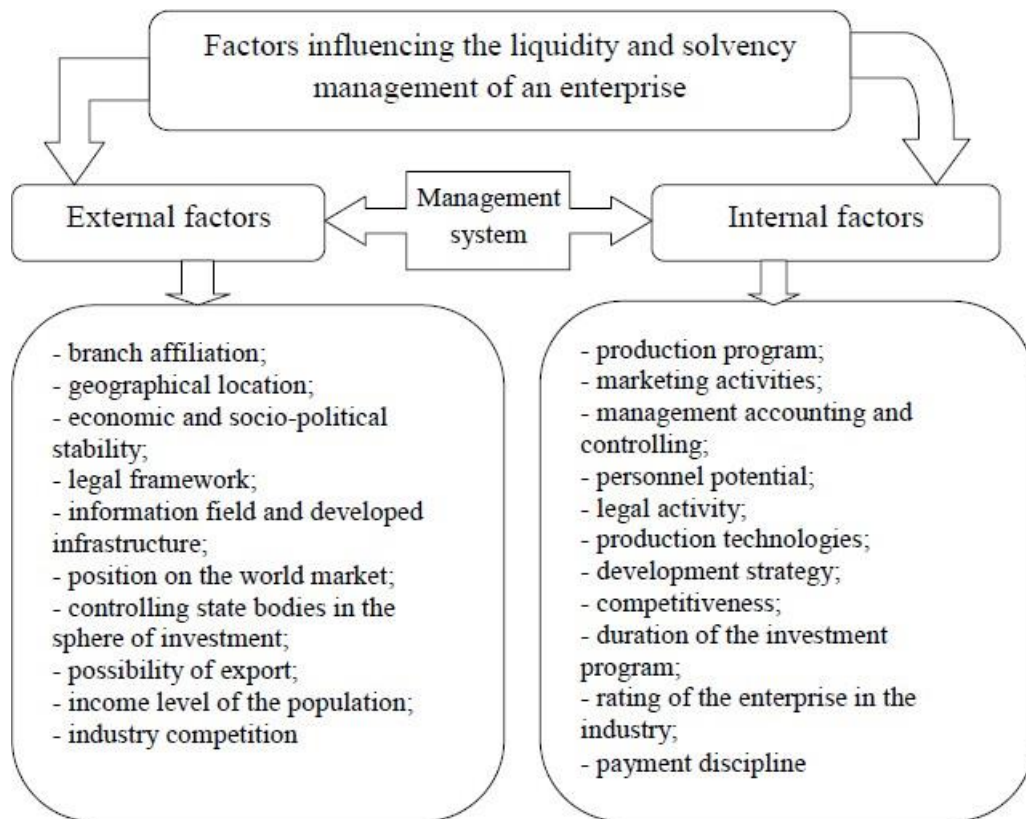 Factors influencing the liquidity and solvency
management of an enterprise
External factors
Management
system
Internal factors
- branch affiliation;
- geographical location;
- economic and socio-political
stability;
- legal framework;
- information field and developed
infrastructure;
- position on the world market;
- controlling state bodies in the
sphere of investment;
- possibility of export;
- income level of the population;
- industry competition
- production program;
- marketing activities;
- management accounting and
controlling;
- personnel potential;
- legal activity;
- production technologies;
- development strategy;
- competitiveness;
- duration of the investment
program;
- rating of the enterprise in the
industry;
- payment discipline